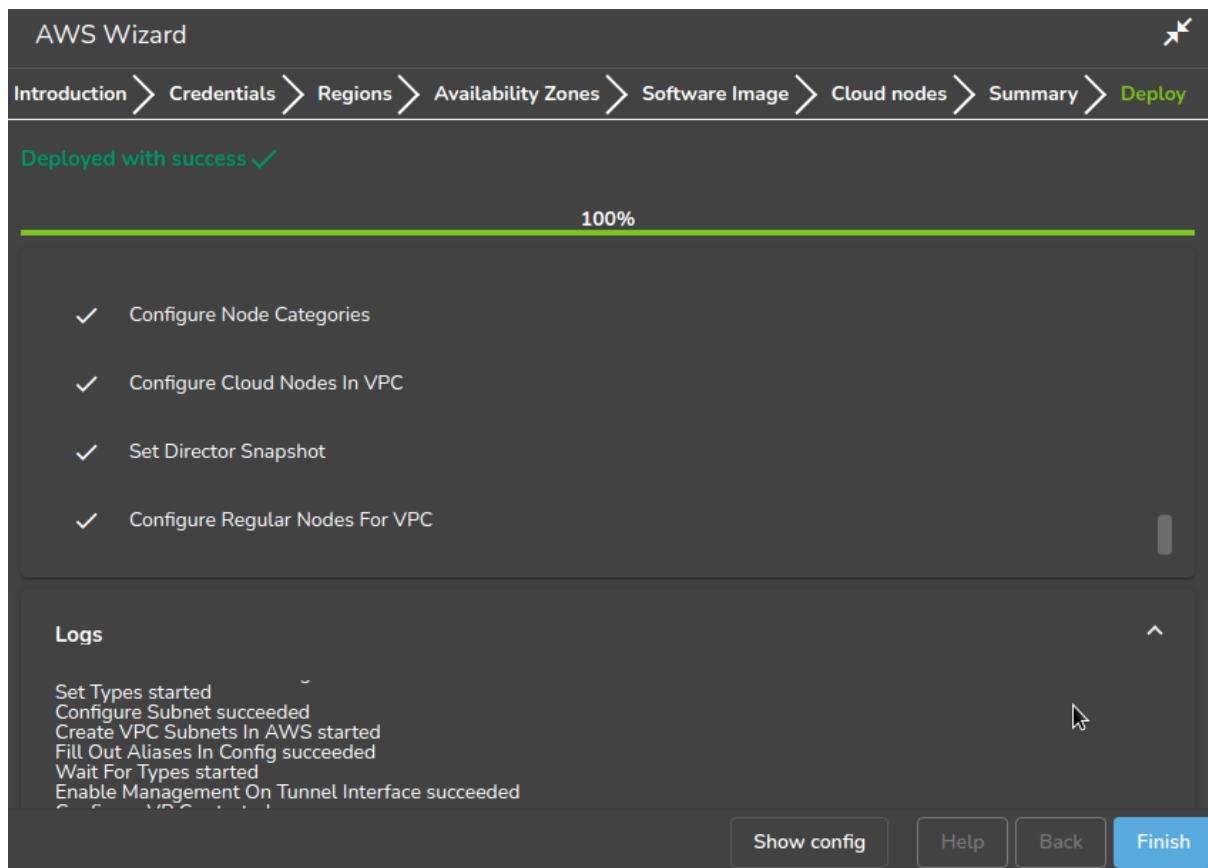 AWS Wizard
Introduction Credentials Regions Availability Zones Software Image Cloud nodes Summary Deploy
Deployed with success
100%
Configure Node Categories
Configure Cloud Nodes In VPC
Set Director Snapshot
Configure Regular Nodes For VPC
Logs
Set Types started
Configure Subnet succeeded
Create VPC Subnets In AWS started
Fill Out Aliases In Config succeeded
Wait For Types started
Enable Management On Tunnel Interface succeeded
Show config Help Back Finish